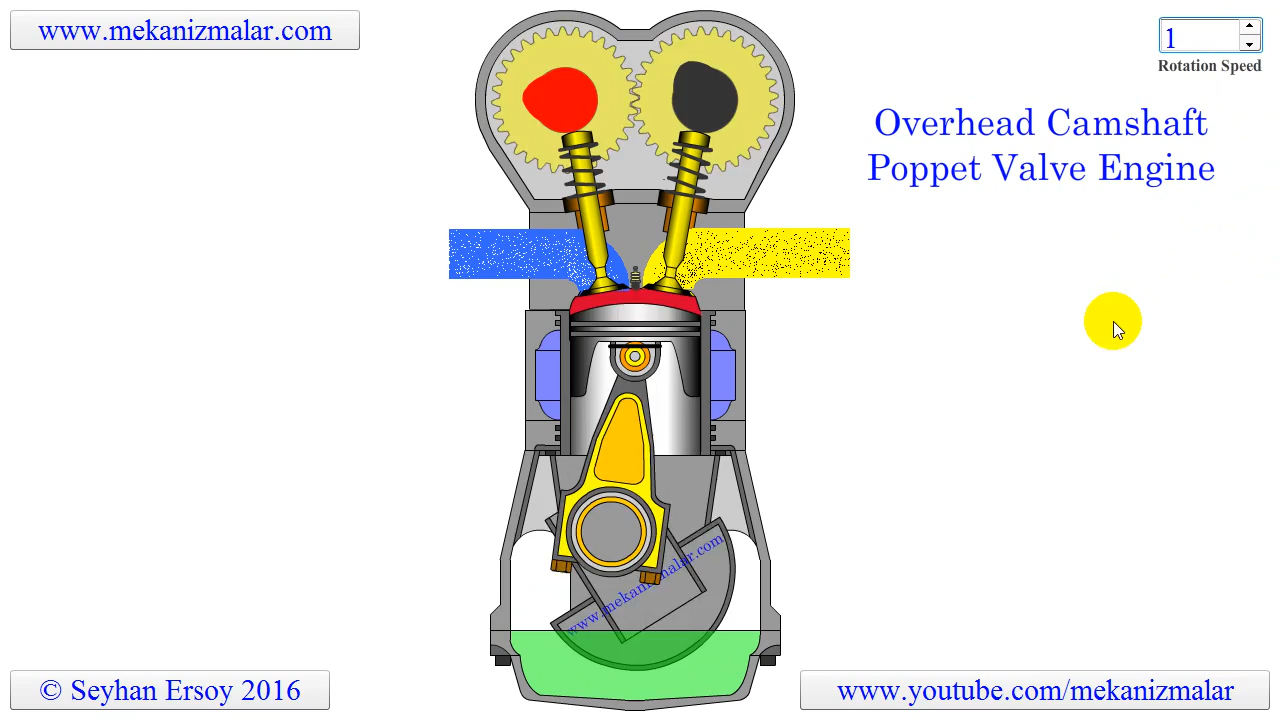 www.mekanizmalar.com
1
Rotation Speed
Overhead Camshaft
Poppet Valve Engine
www.mekanizmalar.com
© Seyhan Ersoy 2016
www.youtube.com/mekanizmalar